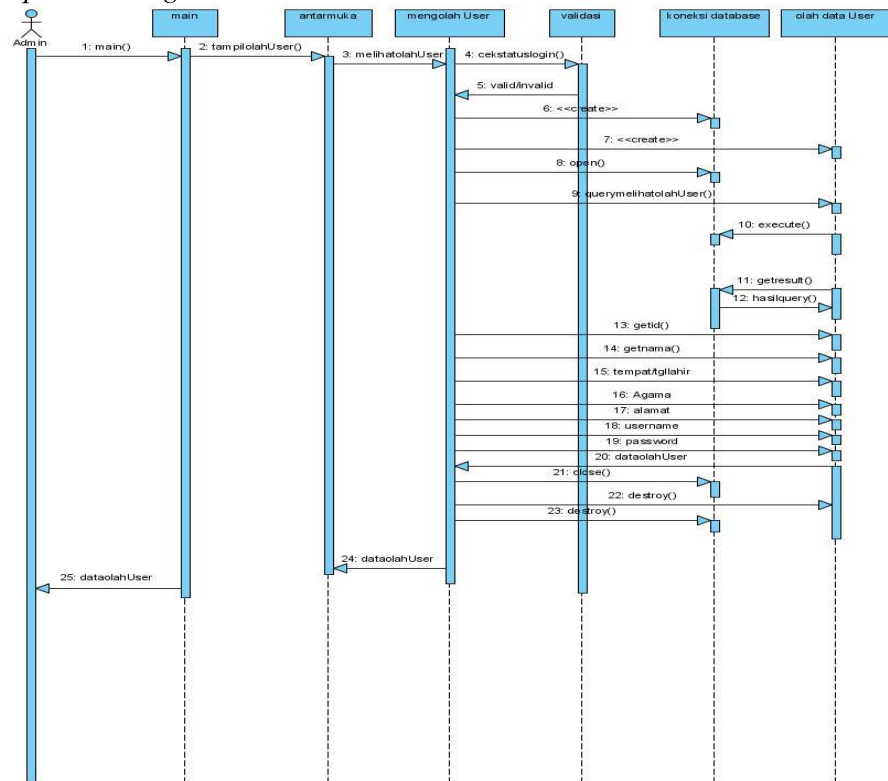 main
antarmuka
mengolah User
validasi
koneksi database
olah data User
Admin
1: main()
2: tampilolahUser()
3: melihatolahUser
4: cekstatuslogin()
5: valid/invalid
6: <<create>>
7: <<create>>
8: open()
9: querymelihatolahUser()
10: execute()
11: getresult()
12: hasilquery()
13: getid()
14: getnama()
15: tempat/tgllahir
16: Agama
17: alamat
18: username
19: password
20: dataolahUser
21: close()
22: destroy()
23: destroy()
24: dataolahUser
25: dataolahUser